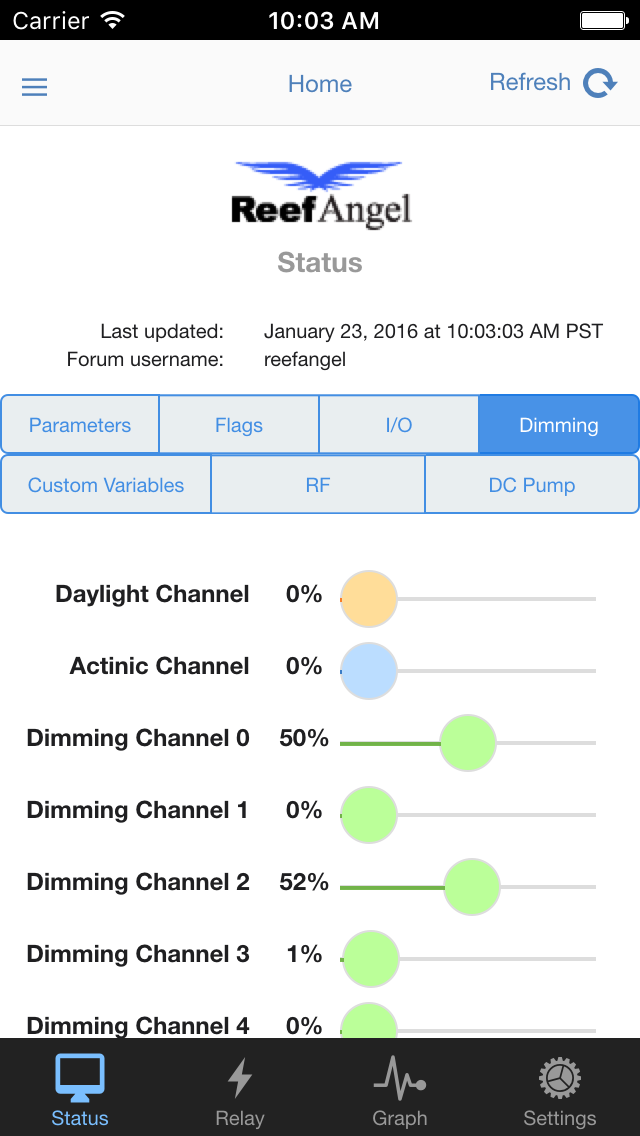 Carrier 10:03 AM
Home Refresh
ReefAngel
Status
Last updated: January 23, 2016 at 10:03:03 AM PST
Forum username: reefangel
Parameters Flags I/O Dimming
Custom Variables RF DC Pump
Daylight Channel 0%
Actinic Channel 0%
Dimming Channel 0 50%
Dimming Channel 1 0%
Dimming Channel 2 52%
Dimming Channel 3 1%
Dimming Channel 4 0%
Status Relay Graph Settings